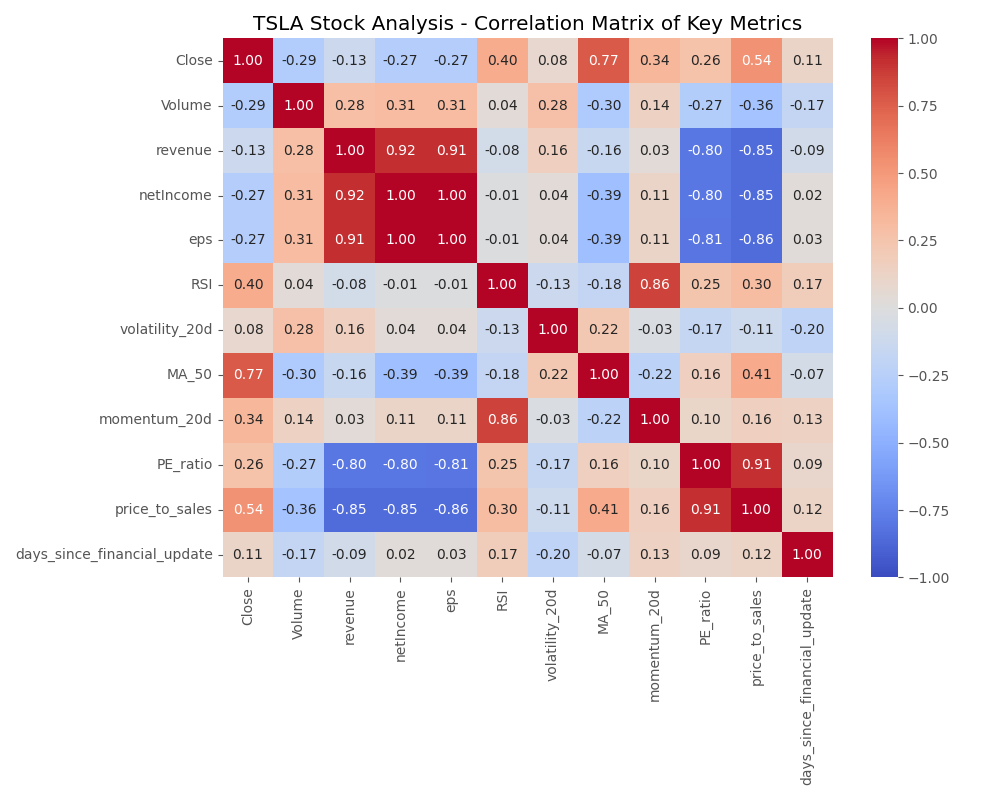 TSLA Stock Analysis - Correlation Matrix of Key Metrics
Close 1.00 -0.29 -0.13 -0.27 -0.27 0.40 0.08 0.77 0.34 0.26 0.54 0.11
Volume -0.29 1.00 0.28 0.31 0.31 0.04 0.28 -0.30 0.14 -0.27 -0.36 -0.17
revenue -0.13 0.28 1.00 0.92 0.91 -0.08 0.16 -0.16 0.03 -0.80 -0.85 -0.09
netIncome -0.27 0.31 0.92 1.00 1.00 -0.01 0.04 -0.39 0.11 -0.80 -0.85 0.02
eps -0.27 0.31 0.91 1.00 1.00 -0.01 0.04 -0.39 0.11 -0.81 -0.86 0.03
RSI 0.40 0.04 -0.08 -0.01 -0.01 1.00 -0.13 -0.18 0.86 0.25 0.30 0.17
volatility_20d 0.08 0.28 0.16 0.04 0.04 -0.13 1.00 0.22 -0.03 -0.17 -0.11 -0.20
MA_50 0.77 -0.30 -0.16 -0.39 -0.39 -0.18 0.22 1.00 -0.22 0.16 0.41 -0.07
momentum_20d 0.34 0.14 0.03 0.11 0.11 0.86 -0.03 -0.22 1.00 0.10 0.16 0.13
PE_ratio 0.26 -0.27 -0.80 -0.80 -0.81 0.25 -0.17 0.16 0.10 1.00 0.91 0.09
price_to_sales 0.54 -0.36 -0.85 -0.85 -0.86 0.30 -0.11 0.41 0.16 0.91 1.00 0.12
days_since_financial_update 0.11 -0.17 -0.09 0.02 0.03 0.17 -0.20 -0.07 0.13 0.09 0.12 1.00
Close
Volume
revenue
netIncome
eps
RSI
volatility_20d
MA_50
momentum_20d
PE_ratio
price_to_sales
days_since_financial_update
1.00
0.75
0.50
0.25
0.00
−0.25
−0.50
−0.75
−1.00